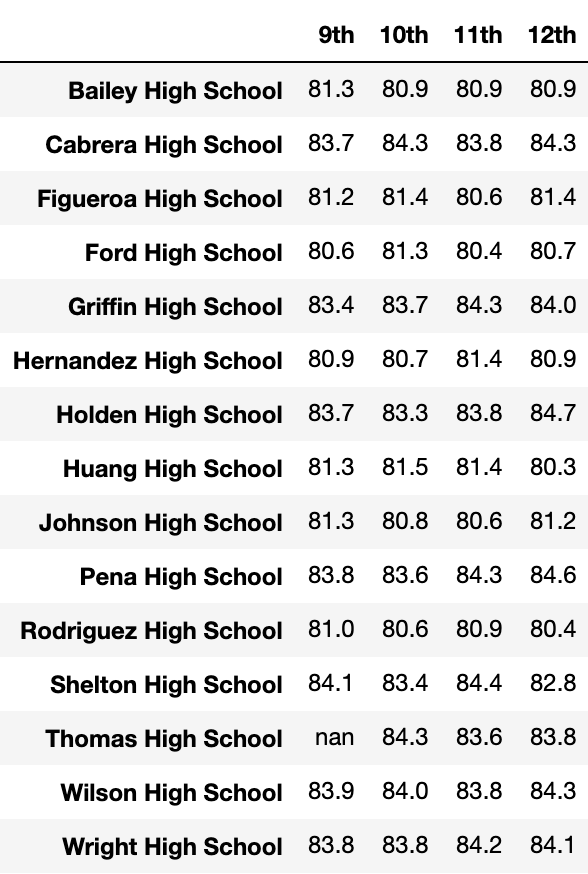 9th 10th 11th 12th
Bailey High School 81.3 80.9 80.9 80.9
Cabrera High School 83.7 84.3 83.8 84.3
Figueroa High School 81.2 81.4 80.6 81.4
Ford High School 80.6 81.3 80.4 80.7
Griffin High School 83.4 83.7 84.3 84.0
Hernandez High School 80.9 80.7 81.4 80.9
Holden High School 83.7 83.3 83.8 84.7
Huang High School 81.3 81.5 81.4 80.3
Johnson High School 81.3 80.8 80.6 81.2
Pena High School 83.8 83.6 84.3 84.6
Rodriguez High School 81.0 80.6 80.9 80.4
Shelton High School 84.1 83.4 84.4 82.8
Thomas High School nan 84.3 83.6 83.8
Wilson High School 83.9 84.0 83.8 84.3
Wright High School 83.8 83.8 84.2 84.1